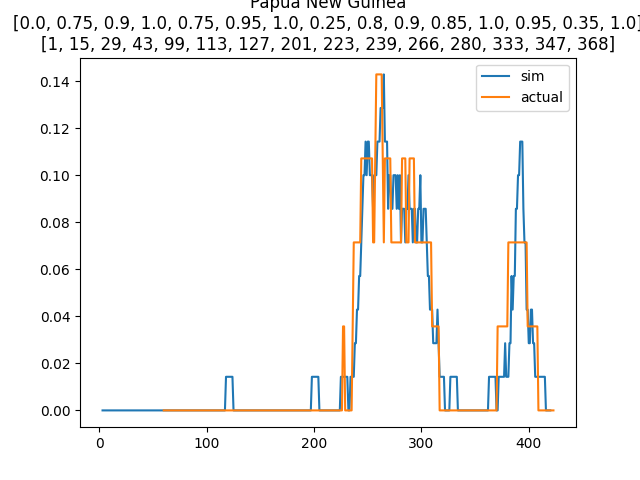 Papua New Guinea
[0.0, 0.75, 0.9, 1.0, 0.75, 0.95, 1.0, 0.25, 0.8, 0.9, 0.85, 1.0, 0.95, 0.35, 1.0]
[1, 15, 29, 43, 99, 113, 127, 201, 223, 239, 266, 280, 333, 347, 368]
sim
actual
0.14
0.12
0.10
0.08
0.06
0.04
0.02
0.00
0 100 200 300 400